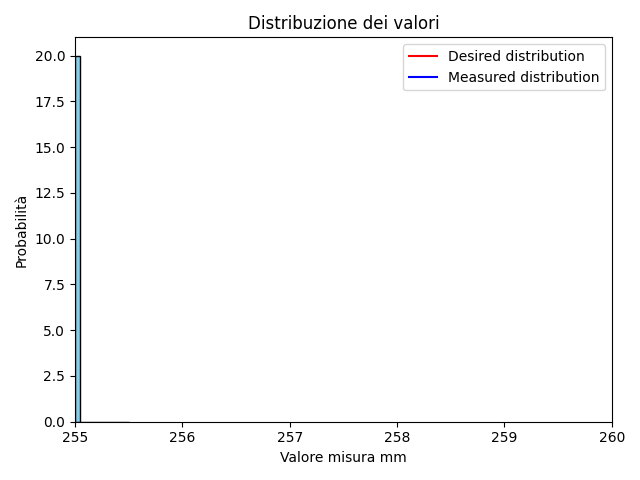 Distribuzione dei valori
Desired distribution
Measured distribution
20.0
17.5
15.0
12.5
10.0
7.5
5.0
2.5
0.0
Probabilità
255 256 257 258 259 260
Valore misura mm